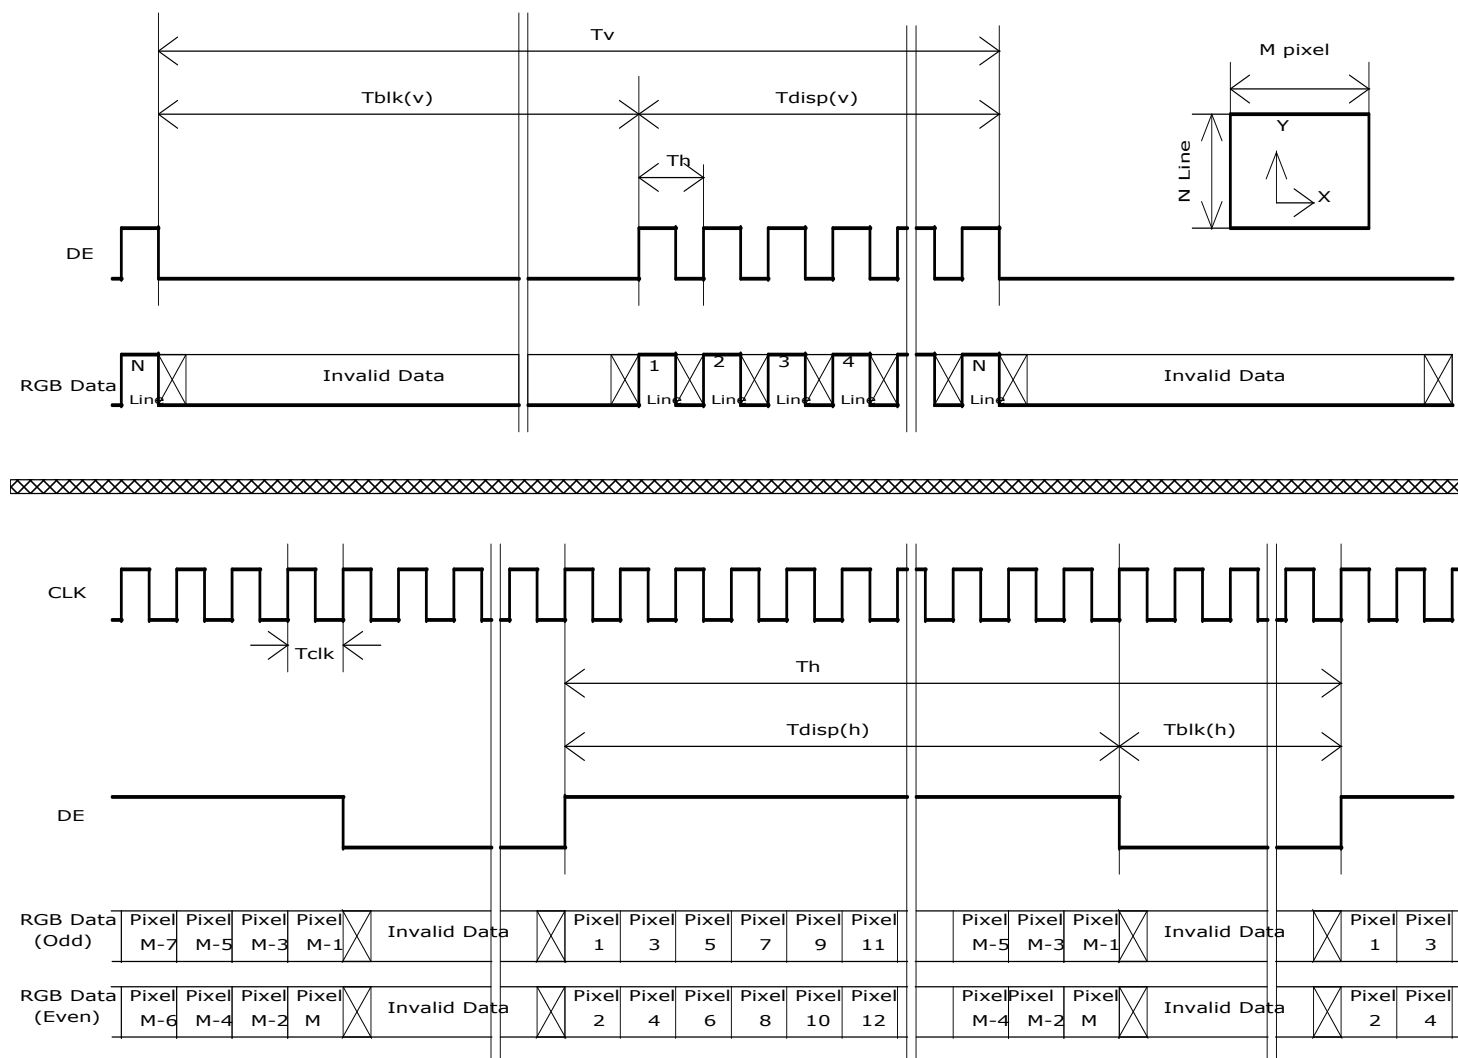 Tv
M pixel
Tblk(v)
Tdisp(v)
Y
Th
N Line
X
DE
N
Invalid Data
1
2
3
4
N
Invalid Data
RGB Data
Line
Line
Line
Line
Line
Line
CLK
Tclk
Th
Tdisp(h)
Tblk(h)
DE
RGB Data
(Odd)
Pixel Pixel Pixel Pixel
M-7 M-5 M-3 M-1
Invalid Data
Pixel Pixel Pixel Pixel Pixel Pixel
1 3 5 7 9 11
Pixel Pixel Pixel
M-5 M-3 M-1
Invalid Data
Pixel Pixel
1 3
RGB Data
(Even)
Pixel Pixel Pixel Pixel
M-6 M-4 M-2 M
Invalid Data
Pixel Pixel Pixel Pixel Pixel Pixel
2 4 6 8 10 12
Pixel Pixel Pixel
M-4 M-2 M
Invalid Data
Pixel Pixel
2 4